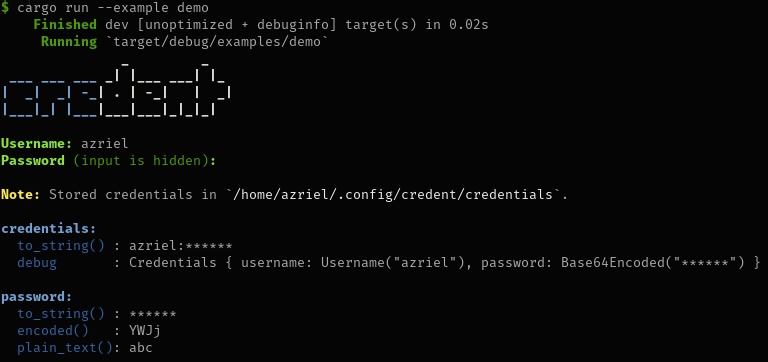 $ cargo run --example demo
Finished dev [unoptimized + debuginfo] target(s) in 0.02s
Running `target/debug/examples/demo`
credent
Username: azriel
Password (input is hidden):
Note: Stored credentials in `/home/azriel/.config/credent/credentials`.
credentials:
to_string() : azriel:******
debug : Credentials { username: Username("azriel"), password: Base64Encoded("******") }
password:
to_string() : ******
encoded() : YWJj
plain_text(): abc